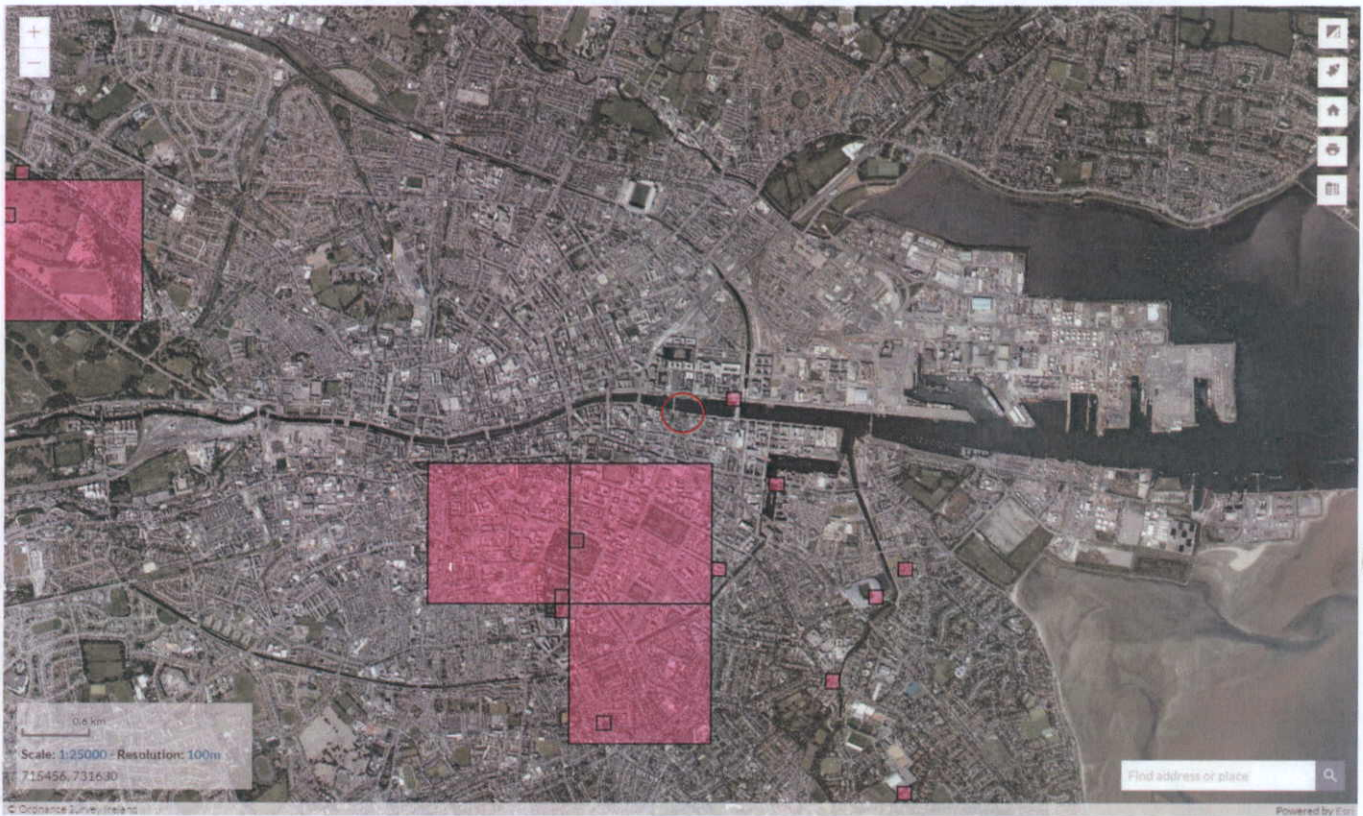 +
−
0.6 km
Scale: 1:25000 - Resolution: 100m
715456, 731630
Find address or place
© Ordnance Survey Ireland
Powered by Esri